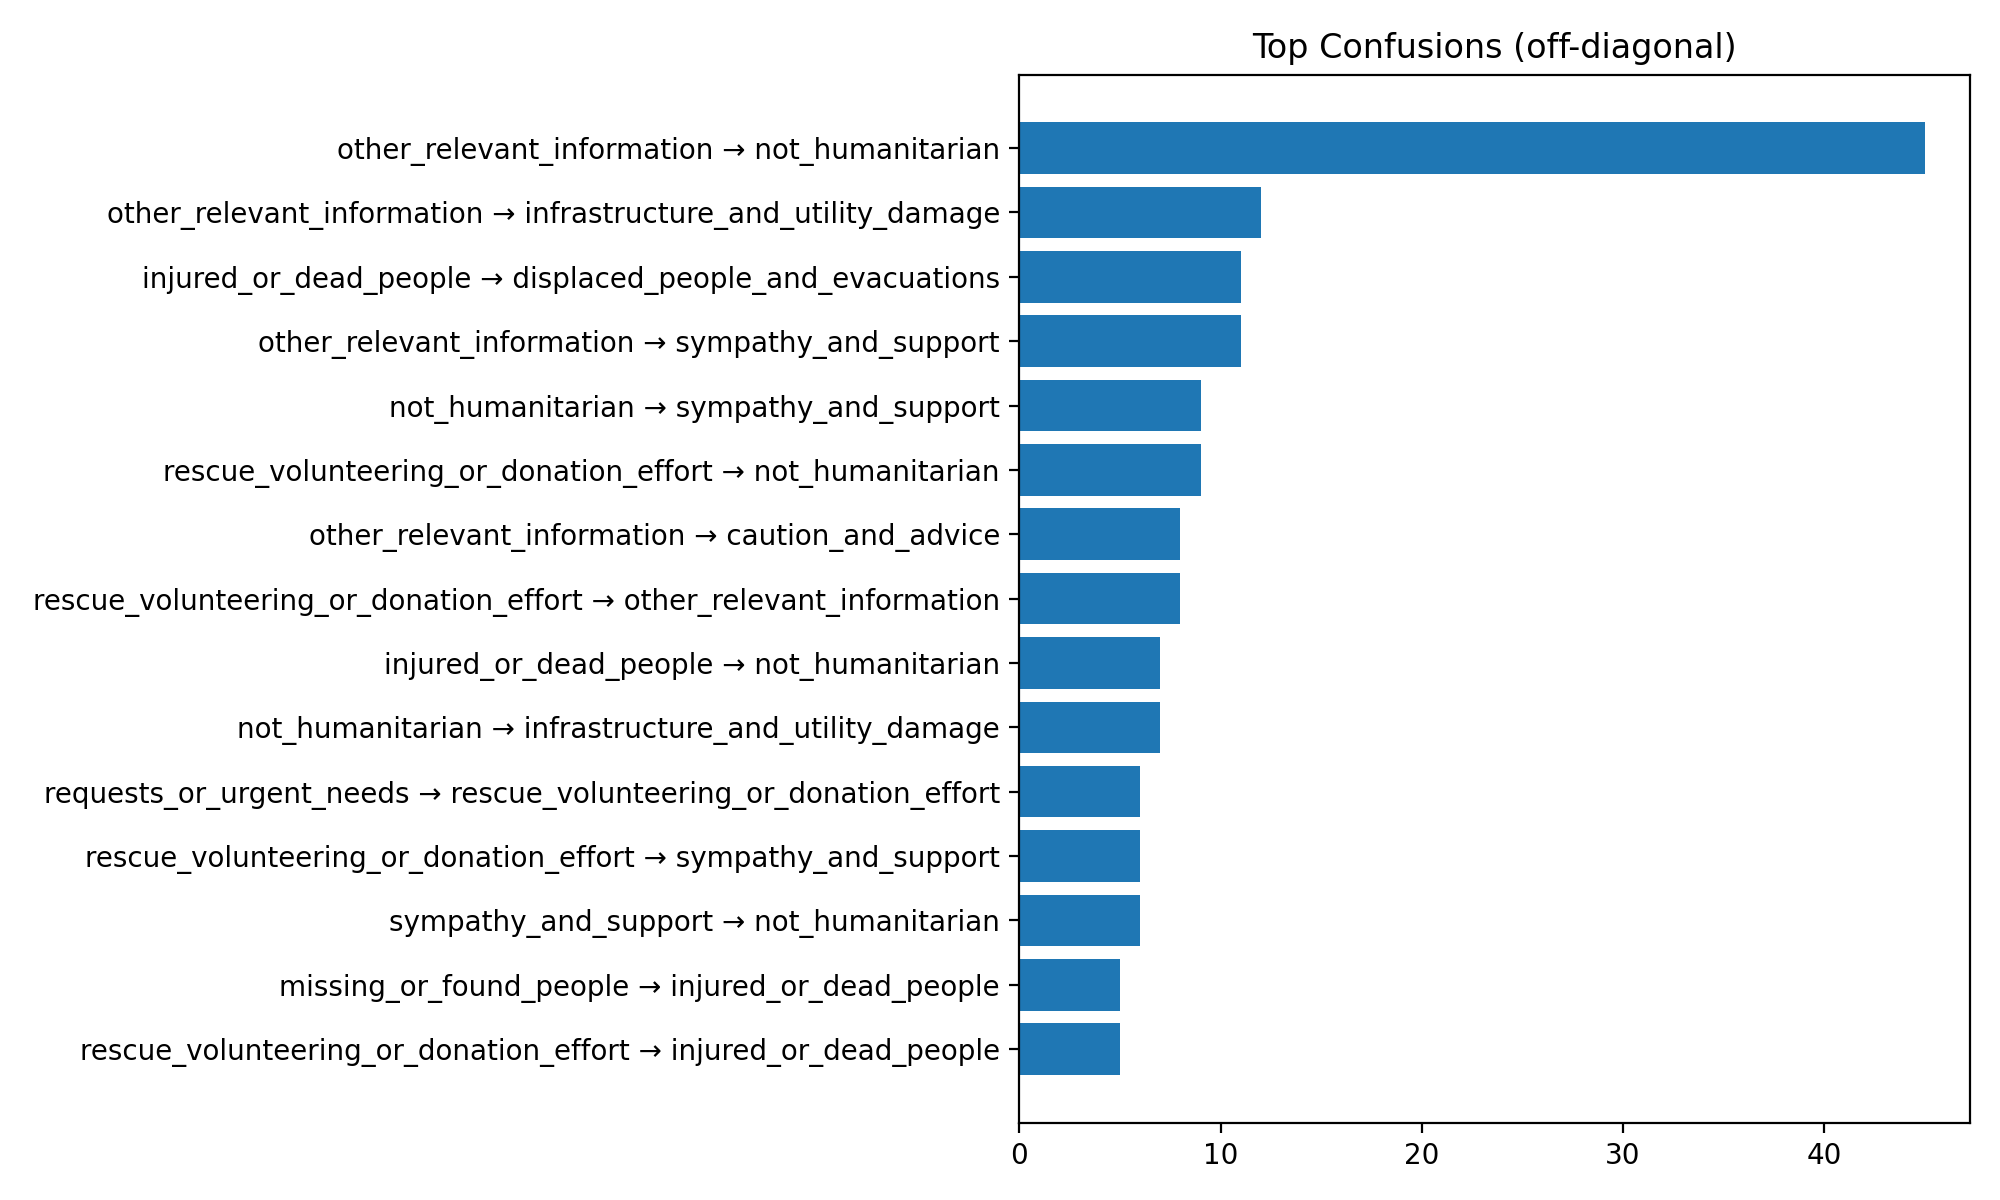 Top Confusions (off-diagonal)
other_relevant_information → not_humanitarian
other_relevant_information → infrastructure_and_utility_damage
injured_or_dead_people → displaced_people_and_evacuations
other_relevant_information → sympathy_and_support
not_humanitarian → sympathy_and_support
rescue_volunteering_or_donation_effort → not_humanitarian
other_relevant_information → caution_and_advice
rescue_volunteering_or_donation_effort → other_relevant_information
injured_or_dead_people → not_humanitarian
not_humanitarian → infrastructure_and_utility_damage
requests_or_urgent_needs → rescue_volunteering_or_donation_effort
rescue_volunteering_or_donation_effort → sympathy_and_support
sympathy_and_support → not_humanitarian
missing_or_found_people → injured_or_dead_people
rescue_volunteering_or_donation_effort → injured_or_dead_people
0 10 20 30 40